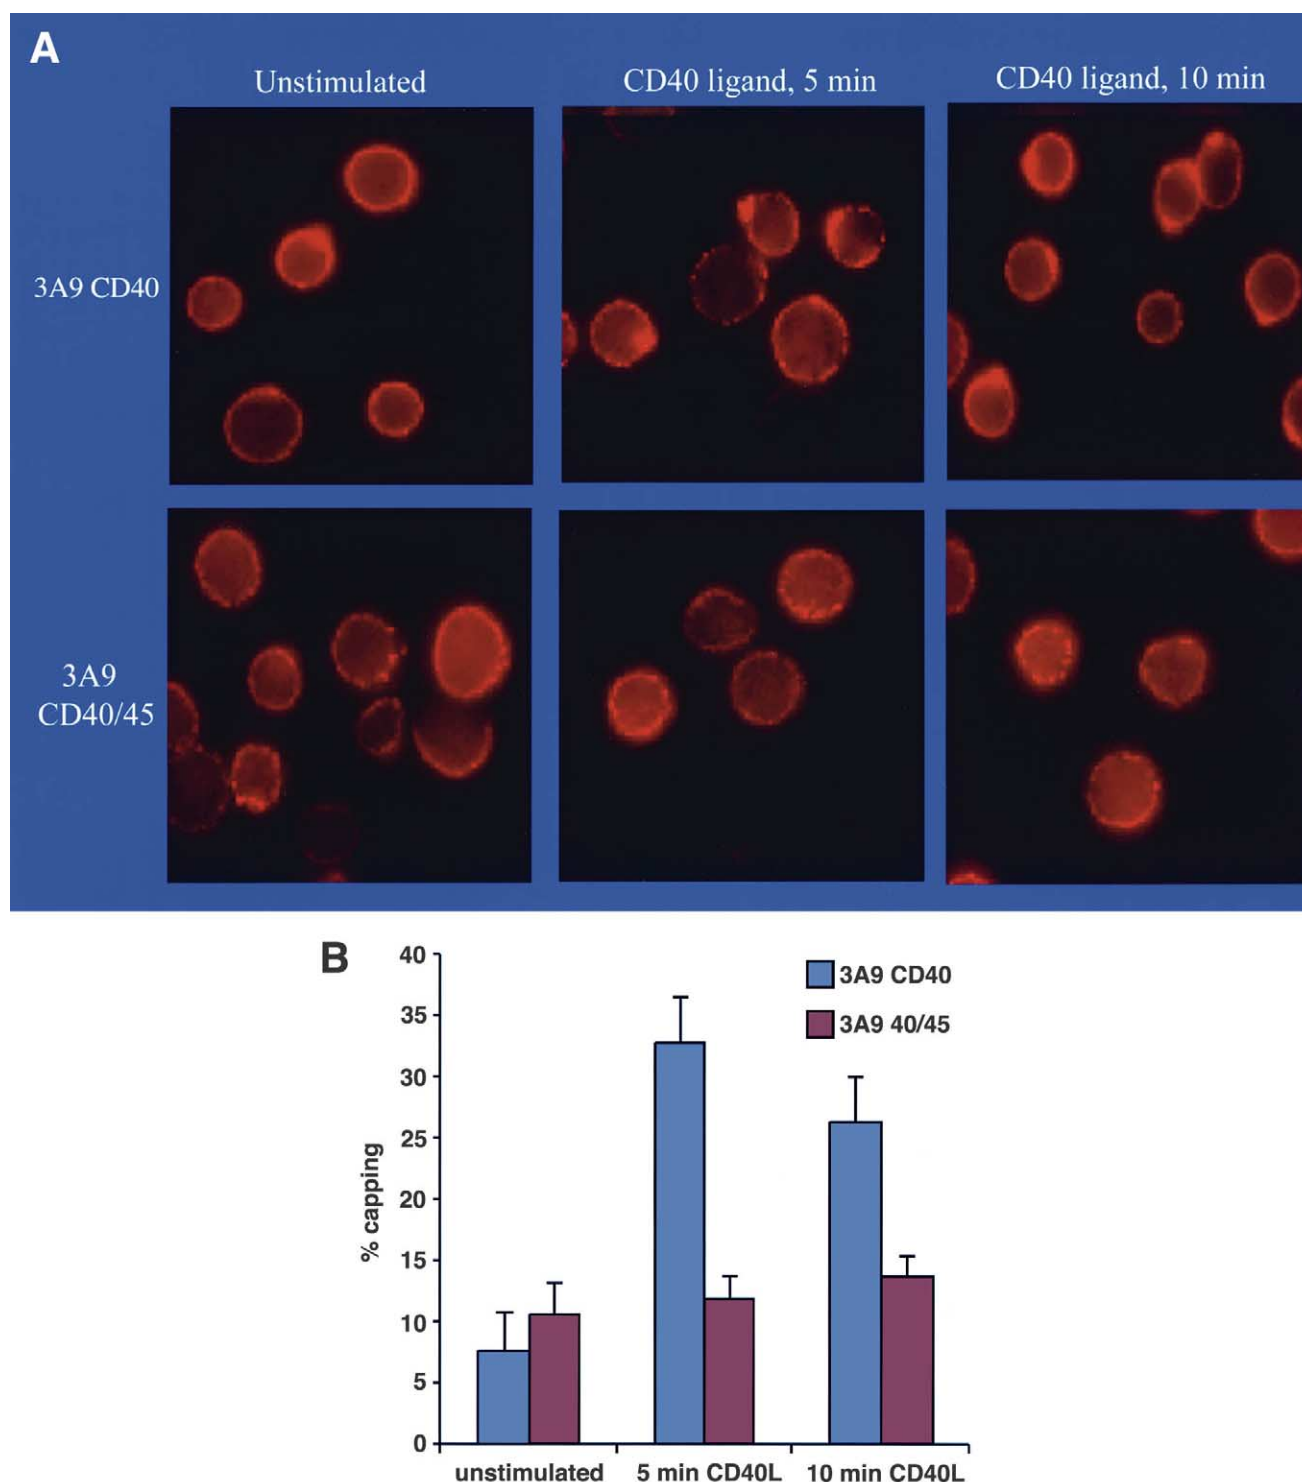 A
Unstimulated
CD40 ligand, 5 min
CD40 ligand, 10 min
3A9 CD40
3A9
CD40/45
B
40
35
30
25
20
15
10
5
0
% capping
3A9 CD40
3A9 40/45
unstimulated
5 min CD40L
10 min CD40L